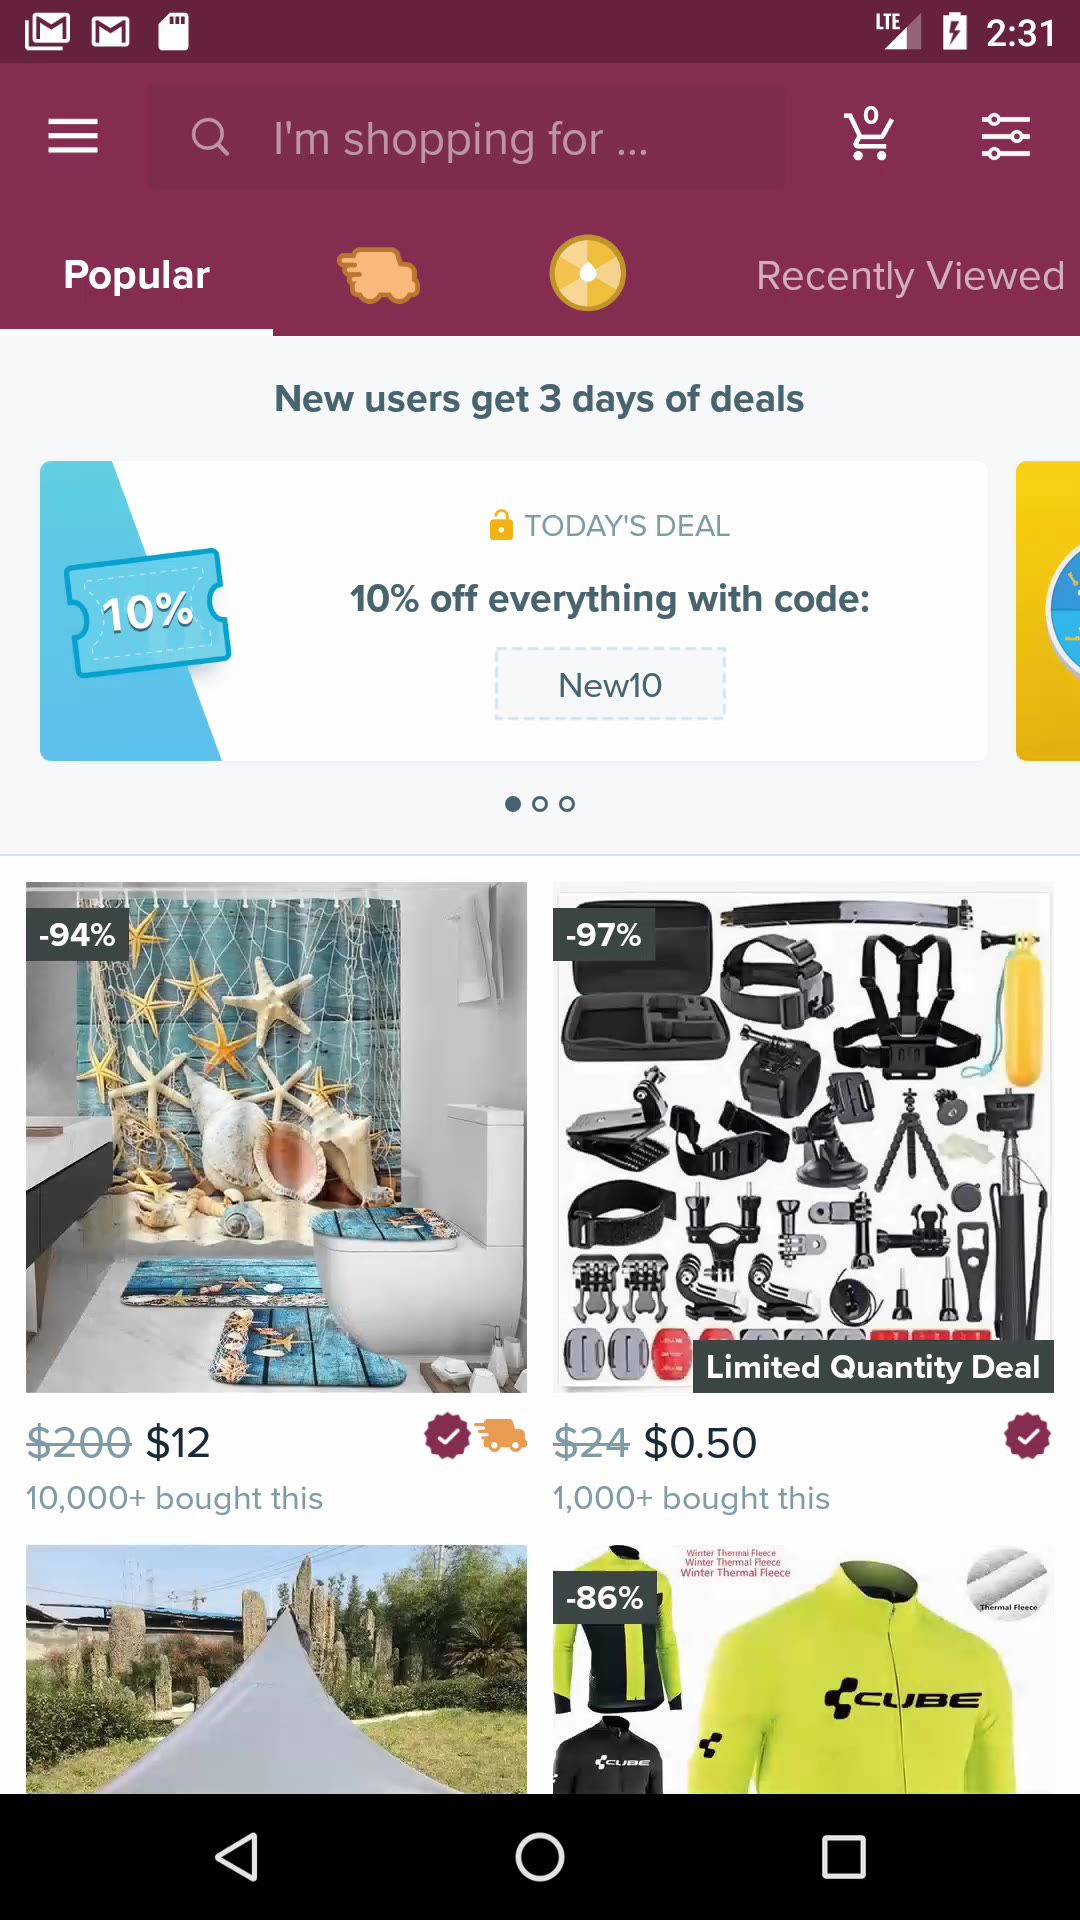 LTE 2:31
I'm shopping for ...
0
Popular
Recently Viewed
New users get 3 days of deals
TODAY'S DEAL
10%
10% off everything with code:
New10
-94%
-97%
Limited Quantity Deal
$200 $12
$24 $0.50
10,000+ bought this
1,000+ bought this
-86%
Winter Thermal Fleece
Winter Thermal Fleece
Winter Thermal Fleece
Thermal Fleece
CUBE
CUBE